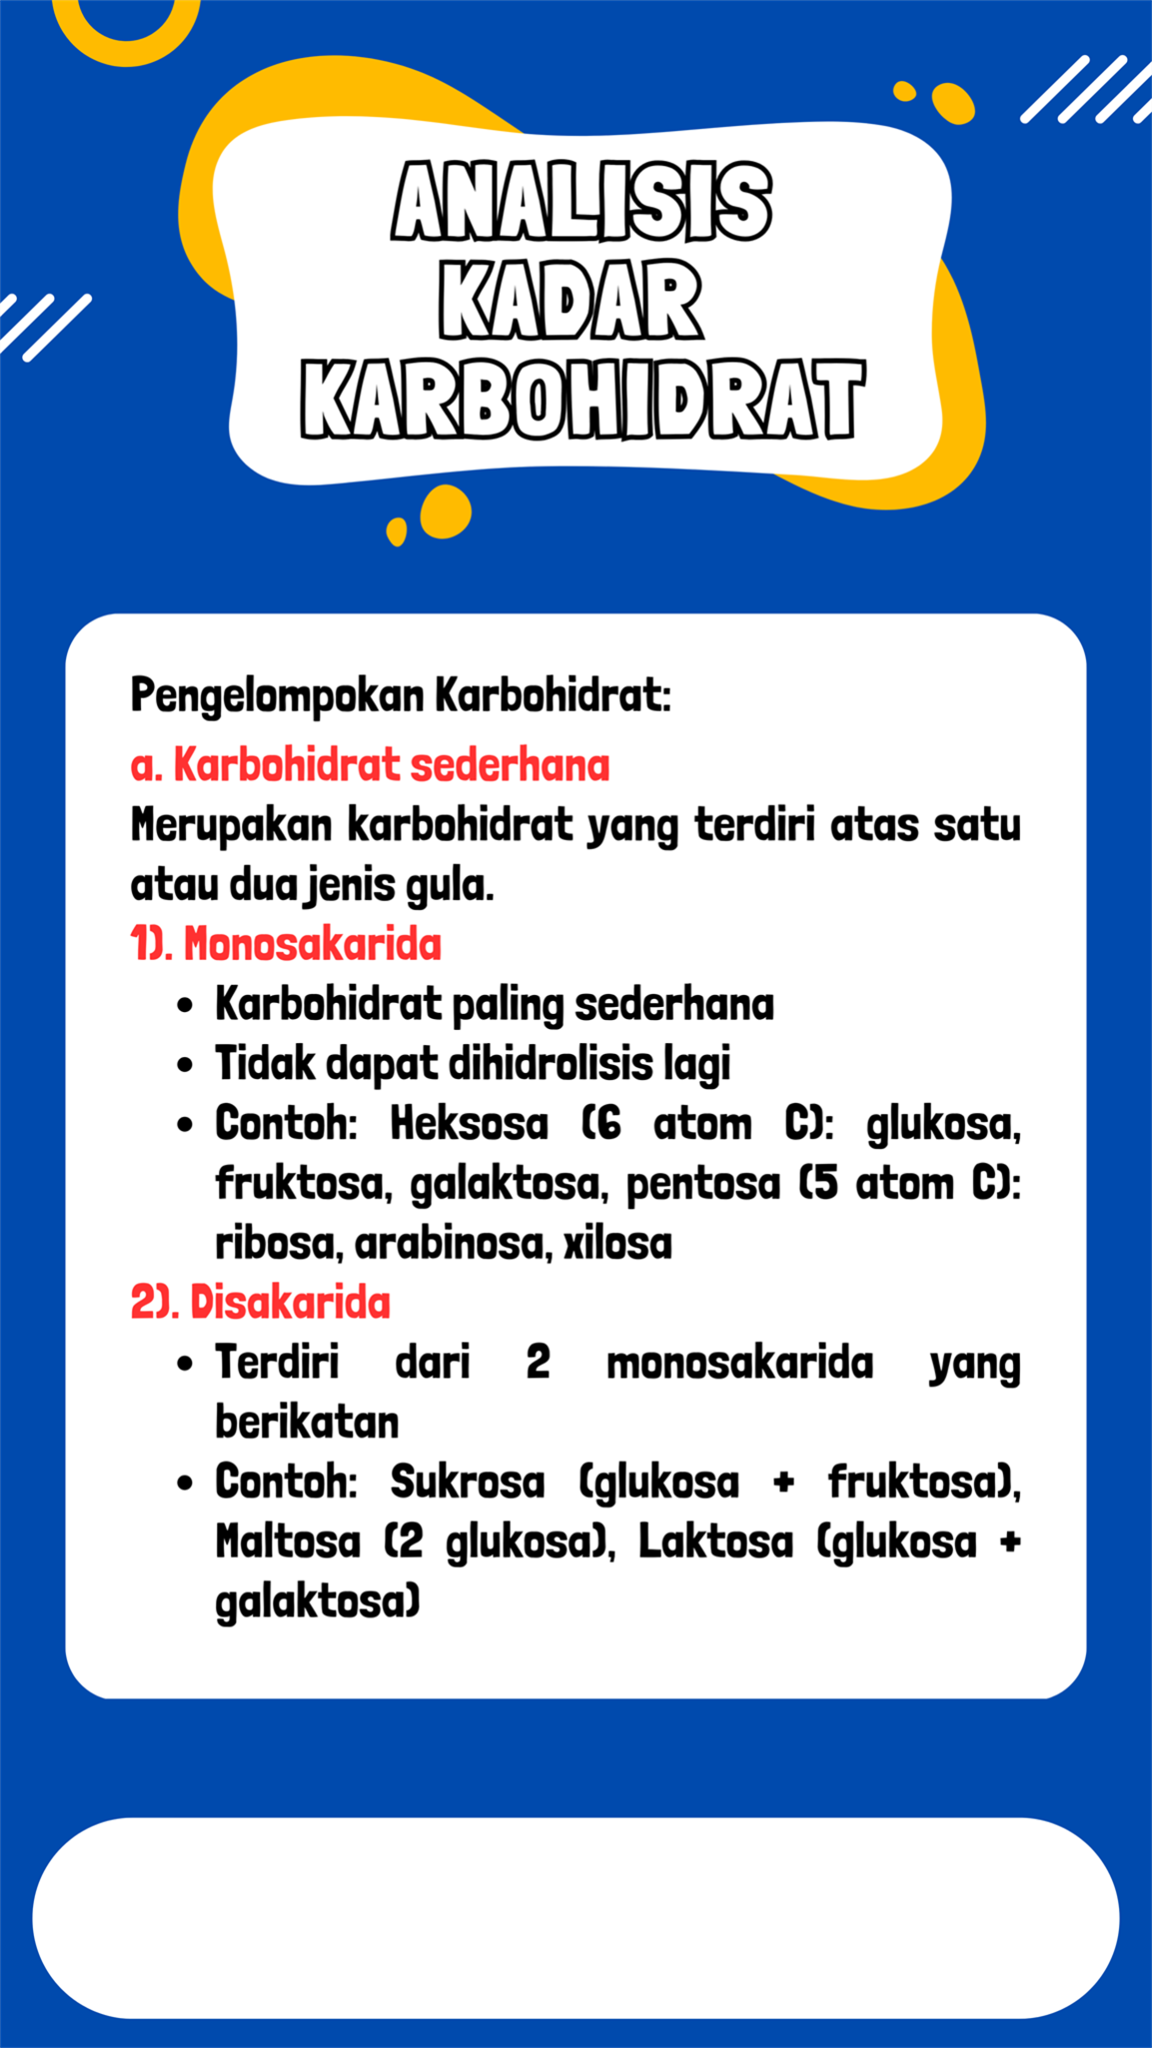 ANALISIS
KADAR
KARBOHIDRAT
Pengelompokan Karbohidrat:
a. Karbohidrat sederhana
Merupakan karbohidrat yang terdiri atas satu
atau dua jenis gula.
1). Monosakarida
• Karbohidrat paling sederhana
• Tidak dapat dihidrolisis lagi
• Contoh: Heksosa (6 atom C): glukosa,
fruktosa, galaktosa, pentosa (5 atom C):
ribosa, arabinosa, xilosa
2). Disakarida
• Terdiri dari 2 monosakarida yang
berikatan
• Contoh: Sukrosa (glukosa + fruktosa),
Maltosa (2 glukosa), Laktosa (glukosa +
galaktosa)